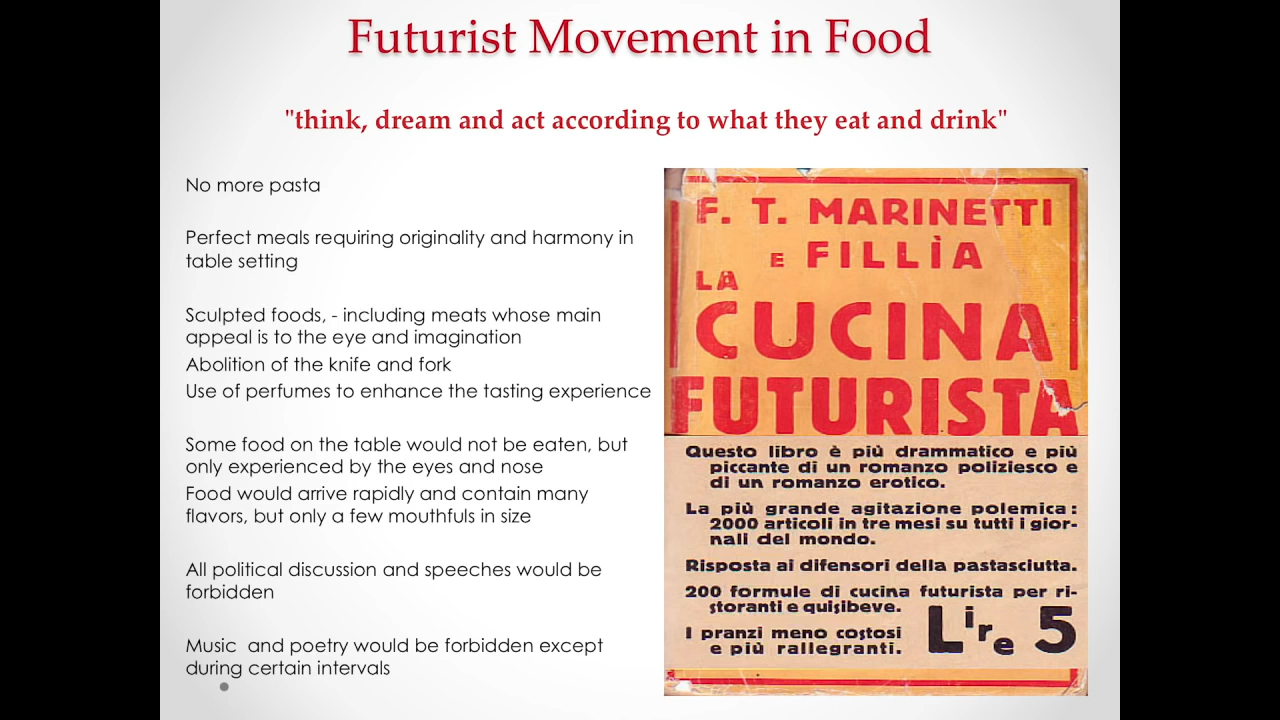 Futurist Movement in Food
"think, dream and act according to what they eat and drink"
No more pasta
Perfect meals requiring originality and harmony in
table setting
Sculpted foods, - including meats whose main
appeal is to the eye and imagination
Abolition of the knife and fork
Use of perfumes to enhance the tasting experience
Some food on the table would not be eaten, but
only experienced by the eyes and nose
Food would arrive rapidly and contain many
flavors, but only a few mouthfuls in size
All political discussion and speeches would be
forbidden
Music  and poetry would be forbidden except
during certain intervals
F. T. MARINETTI
E FILLÌA
LA
CUCINA
FUTURISTA
Questo libro è più drammatico e più
piccante di un romanzo poliziesco e
di un romanzo erotico.
La più grande agitazione polemica:
2000 articoli in tre mesi su tutti i gior-
nali del mondo.
Risposta ai difensori della pastasciutta.
200 formule di cucina futurista per ri-
storanti e quisibeve.
I pranzi meno costosi
e più rallegranti.
Lire 5